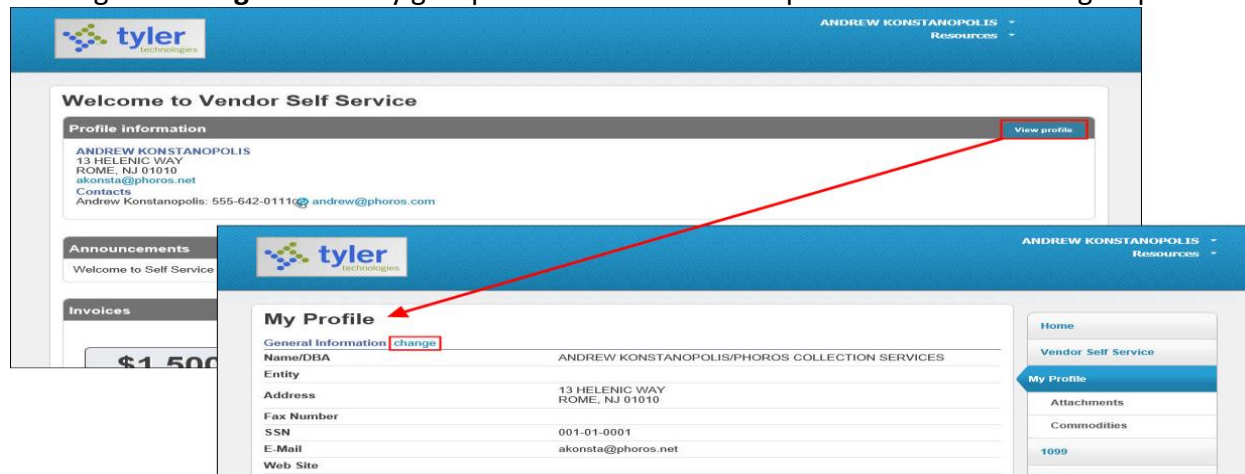 ANDREW KONSTANOPOLIS
Resources
tyler
technologies
Welcome to Vendor Self Service
Profile information
View profile
ANDREW KONSTANOPOLIS
13 HELENIC WAY
ROME, NJ 01010
akonsta@phoros.net
Contacts
Andrew Konstanopolis: 555-642-0111 andrew@phoros.com
Announcements
Welcome to Self Service
Invoices
tyler
technologies
ANDREW KONSTANOPOLIS
Resources
My Profile
General Information change
Name/DBA ANDREW KONSTANOPOLIS/PHOROS COLLECTION SERVICES
Entity
Address 13 HELENIC WAY
ROME, NJ 01010
Fax Number
SSN 001-01-0001
E-Mail akonsta@phoros.net
Web Site
Home
Vendor Self Service
My Profile
Attachments
Commodities
1099